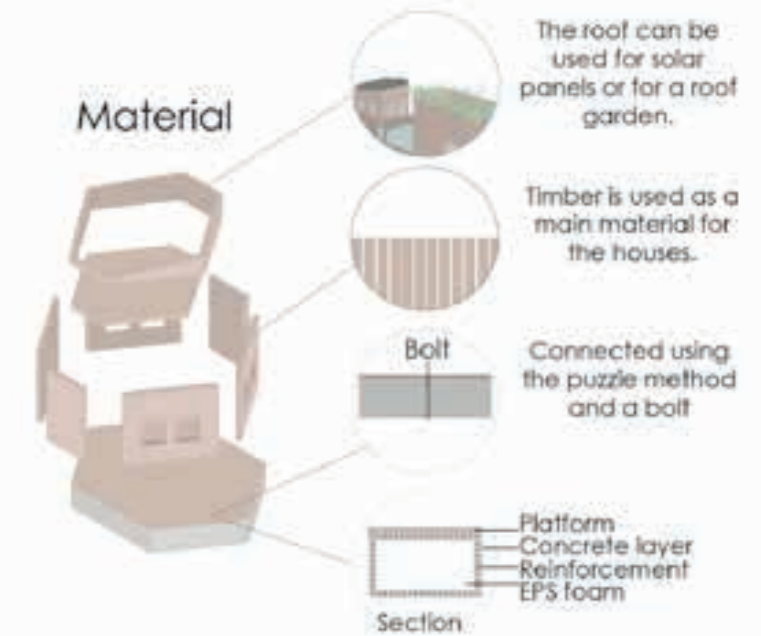 Material
The roof can be
used for solar
panels or for a roof
garden.
Timber is used as a
main material for
the houses.
Bolt
Connected using
the puzzle method
and a bolt
Platform
Concrete layer
Reinforcement
EPS foam
Section